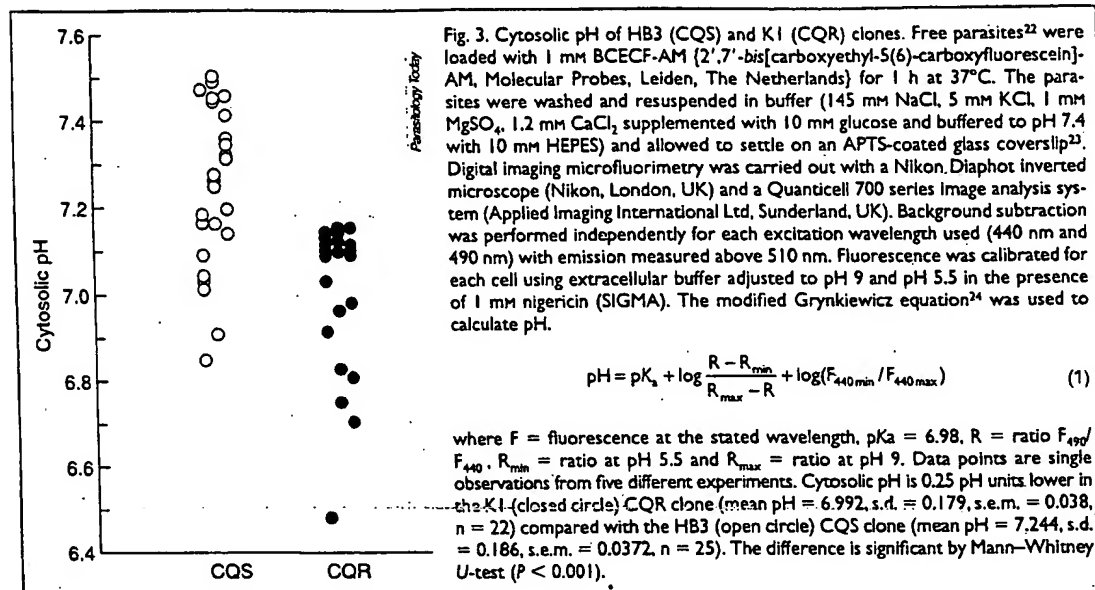 7.6
7.4
7.2
7.0
6.8
6.6
6.4
Cytosolic pH
CQS
CQR
Parasitology Today
Fig. 3. Cytosolic pH of HB3 (CQS) and K1 (CQR) clones. Free parasites22 were
loaded with 1 mM BCECF-AM {2',7'-bis[carboxyethyl-5(6)-carboxyfluorescein]-
AM, Molecular Probes, Leiden, The Netherlands} for 1 h at 37°C. The para-
sites were washed and resuspended in buffer (145 mM NaCl, 5 mM KCl, 1 mM
MgSO4, 1.2 mM CaCl2 supplemented with 10 mM glucose and buffered to pH 7.4
with 10 mM HEPES) and allowed to settle on an APTS-coated glass coverslip23.
Digital imaging microfluorimetry was carried out with a Nikon Diaphot inverted
microscope (Nikon, London, UK) and a Quanticell 700 series image analysis sys-
tem (Applied Imaging International Ltd, Sunderland, UK). Background subtraction
was performed independently for each excitation wavelength used (440 nm and
490 nm) with emission measured above 510 nm. Fluorescence was calibrated for
each cell using extracellular buffer adjusted to pH 9 and pH 5.5 in the presence
of 1 mM nigericin (SIGMA). The modified Grynkiewicz equation24 was used to
calculate pH.
pH = pKa + log (R − Rmin)/(Rmax − R) + log(F440min/F440max) (1)
where F = fluorescence at the stated wavelength, pKa = 6.98, R = ratio F490/
F440, Rmin = ratio at pH 5.5 and Rmax = ratio at pH 9. Data points are single
observations from five different experiments. Cytosolic pH is 0.25 pH units lower in
the K1 (closed circle) CQR clone (mean pH = 6.992, s.d. = 0.179, s.e.m. = 0.038,
n = 22) compared with the HB3 (open circle) CQS clone (mean pH = 7.244, s.d.
= 0.186, s.e.m. = 0.0372, n = 25). The difference is significant by Mann–Whitney
U-test (P < 0.001).